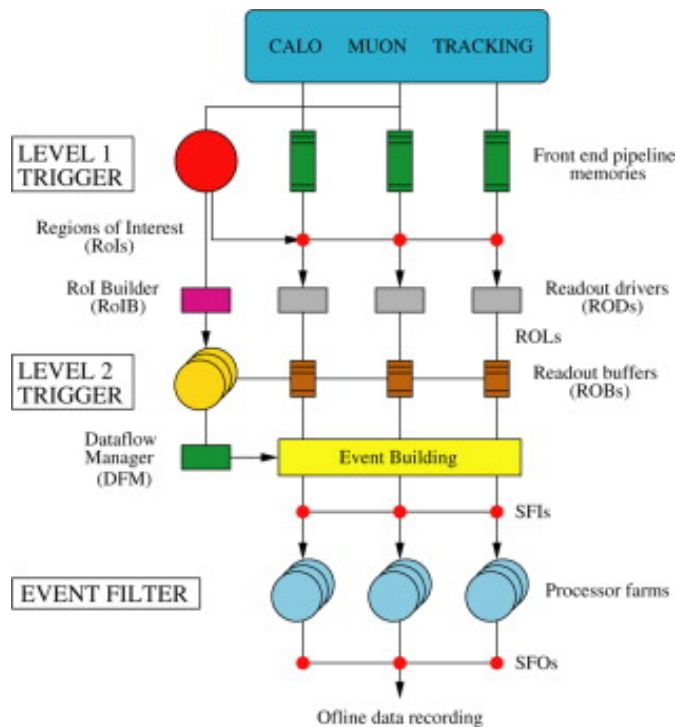 CALO MUON TRACKING
LEVEL 1
TRIGGER
Front end pipeline
memories
Regions of Interest
(RoIs)
RoI Builder
(RoIB)
Readout drivers
(RODs)
ROLs
LEVEL 2
TRIGGER
Readout buffers
(ROBs)
Dataflow
Manager
(DFM)
Event Building
SFIs
EVENT FILTER
Processor farms
SFOs
Ofline data recording